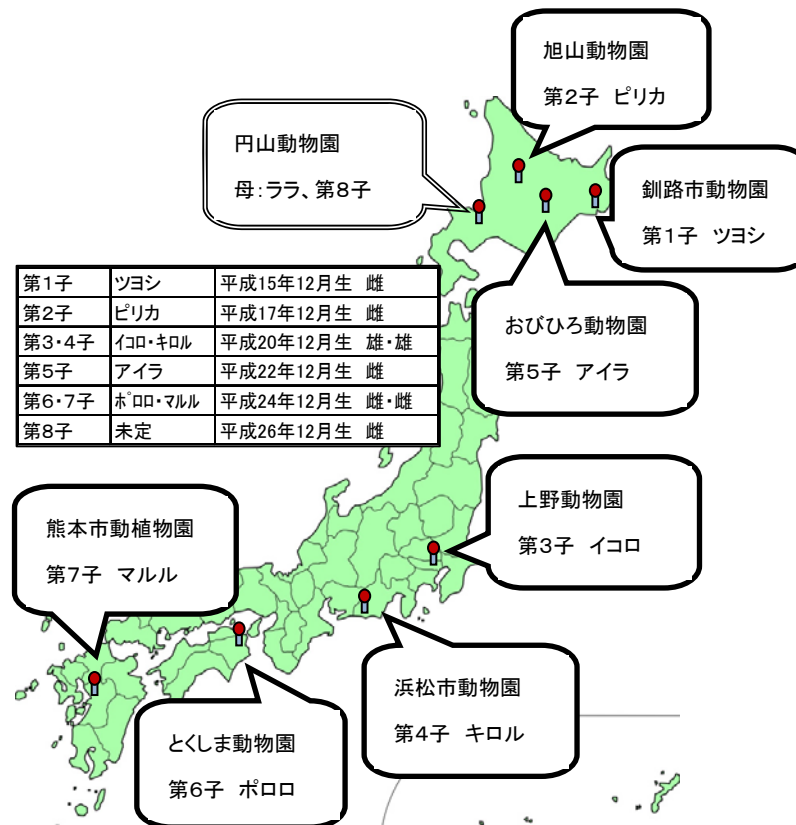 旭山動物園
第2子 ピリカ
円山動物園
母:ララ、第8子
釧路市動物園
第1子 ツヨシ
おびひろ動物園
第5子 アイラ
第1子 ツヨシ 平成15年12月生 雌
第2子 ピリカ 平成17年12月生 雌
第3・4子 イコロ・キロル 平成20年12月生 雄・雄
第5子 アイラ 平成22年12月生 雌
第6・7子 ポロロ・マルル 平成24年12月生 雌・雌
第8子 未定 平成26年12月生 雌
上野動物園
第3子 イコロ
熊本市動植物園
第7子 マルル
浜松市動物園
第4子 キロル
とくしま動物園
第6子 ポロロ